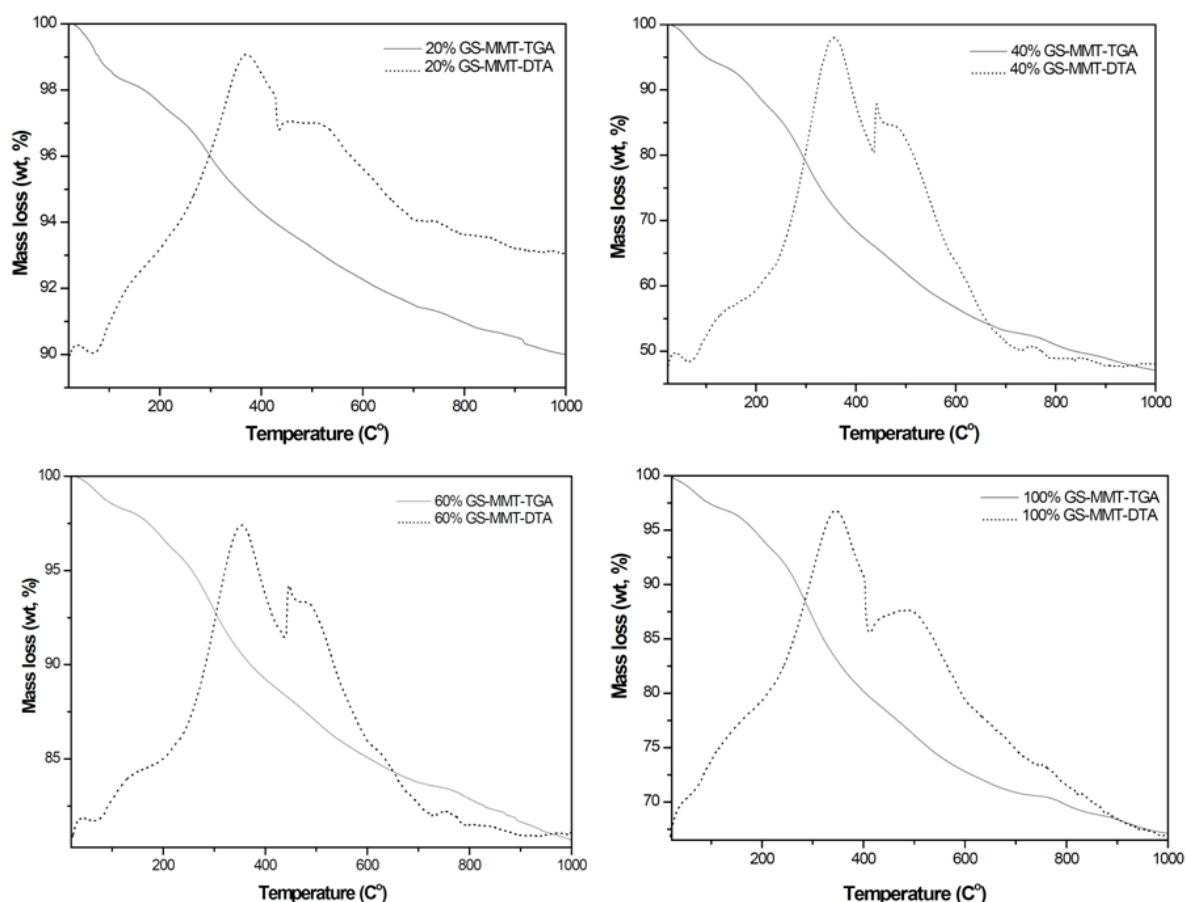 20% GS-MMT-TGA
20% GS-MMT-DTA
Mass loss (wt, %)
100
98
96
94
92
90
200 400 600 800 1000
Temperature (C°)
40% GS-MMT-TGA
40% GS-MMT-DTA
Mass loss (wt, %)
100
90
80
70
60
50
200 400 600 800 1000
Temperature (C°)
60% GS-MMT-TGA
60% GS-MMT-DTA
Mass loss (wt, %)
100
95
90
85
200 400 600 800 1000
Temperature (C°)
100% GS-MMT-TGA
100% GS-MMT-DTA
Mass loss (wt, %)
100
95
90
85
80
75
70
200 400 600 800 1000
Temperature (C°)